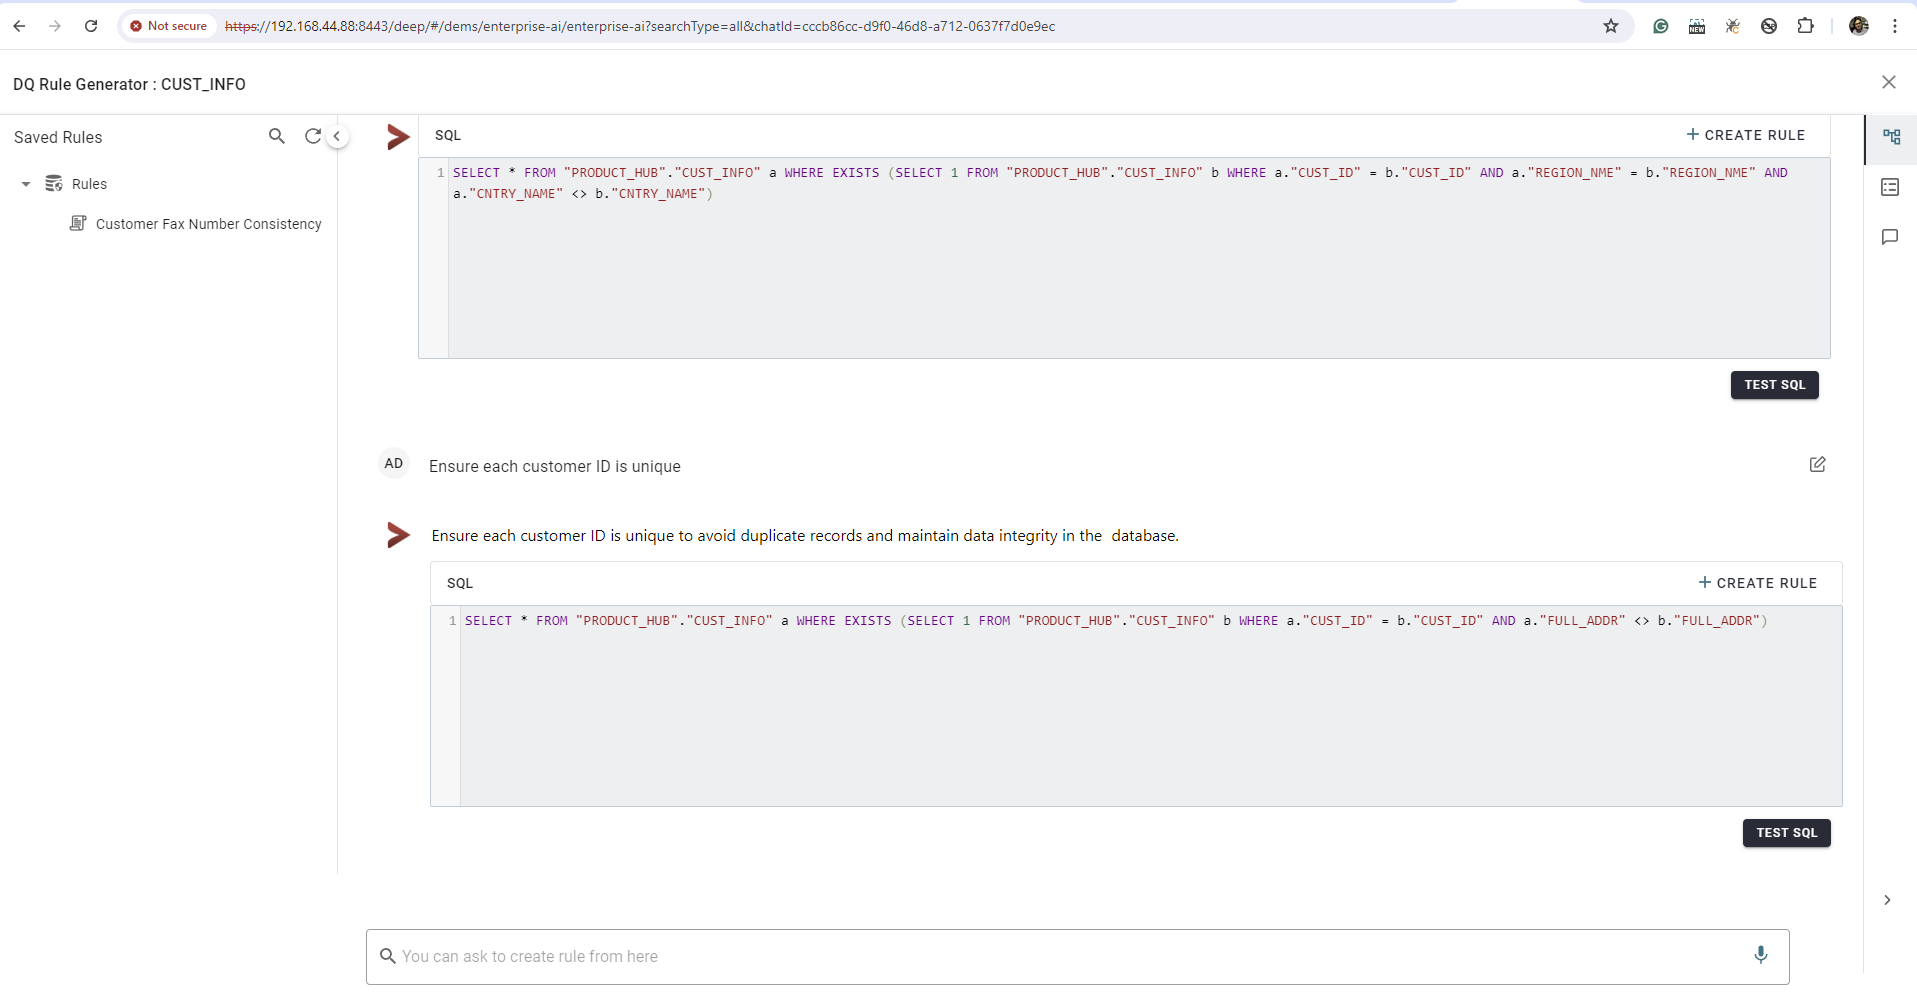 Not secure
https://192.168.44.88:8443/deep/#/dems/enterprise-ai/enterprise-ai?searchType=all&chatId=cccb86cc-d9f0-46d8-a712-0637f7d0e9ec
NEW
DQ Rule Generator : CUST_INFO
Saved Rules
Rules
Customer Fax Number Consistency
SQL
CREATE RULE
1 SELECT * FROM "PRODUCT_HUB"."CUST_INFO" a WHERE EXISTS (SELECT 1 FROM "PRODUCT_HUB"."CUST_INFO" b WHERE a."CUST_ID" = b."CUST_ID" AND a."REGION_NME" = b."REGION_NME" AND
a."CNTRY_NAME" <> b."CNTRY_NAME")
TEST SQL
AD
Ensure each customer ID is unique
Ensure each customer ID is unique to avoid duplicate records and maintain data integrity in the database.
SQL
CREATE RULE
1 SELECT * FROM "PRODUCT_HUB"."CUST_INFO" a WHERE EXISTS (SELECT 1 FROM "PRODUCT_HUB"."CUST_INFO" b WHERE a."CUST_ID" = b."CUST_ID" AND a."FULL_ADDR" <> b."FULL_ADDR")
TEST SQL
You can ask to create rule from here